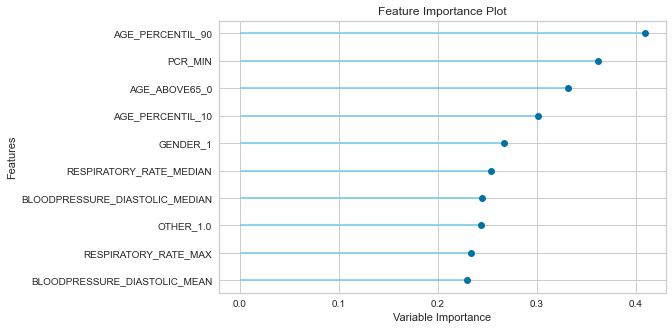 Feature Importance Plot
Features
AGE_PERCENTIL_90
PCR_MIN
AGE_ABOVE65_0
AGE_PERCENTIL_10
GENDER_1
RESPIRATORY_RATE_MEDIAN
BLOODPRESSURE_DIASTOLIC_MEDIAN
OTHER_1.0
RESPIRATORY_RATE_MAX
BLOODPRESSURE_DIASTOLIC_MEAN
0.0 0.1 0.2 0.3 0.4
Variable Importance